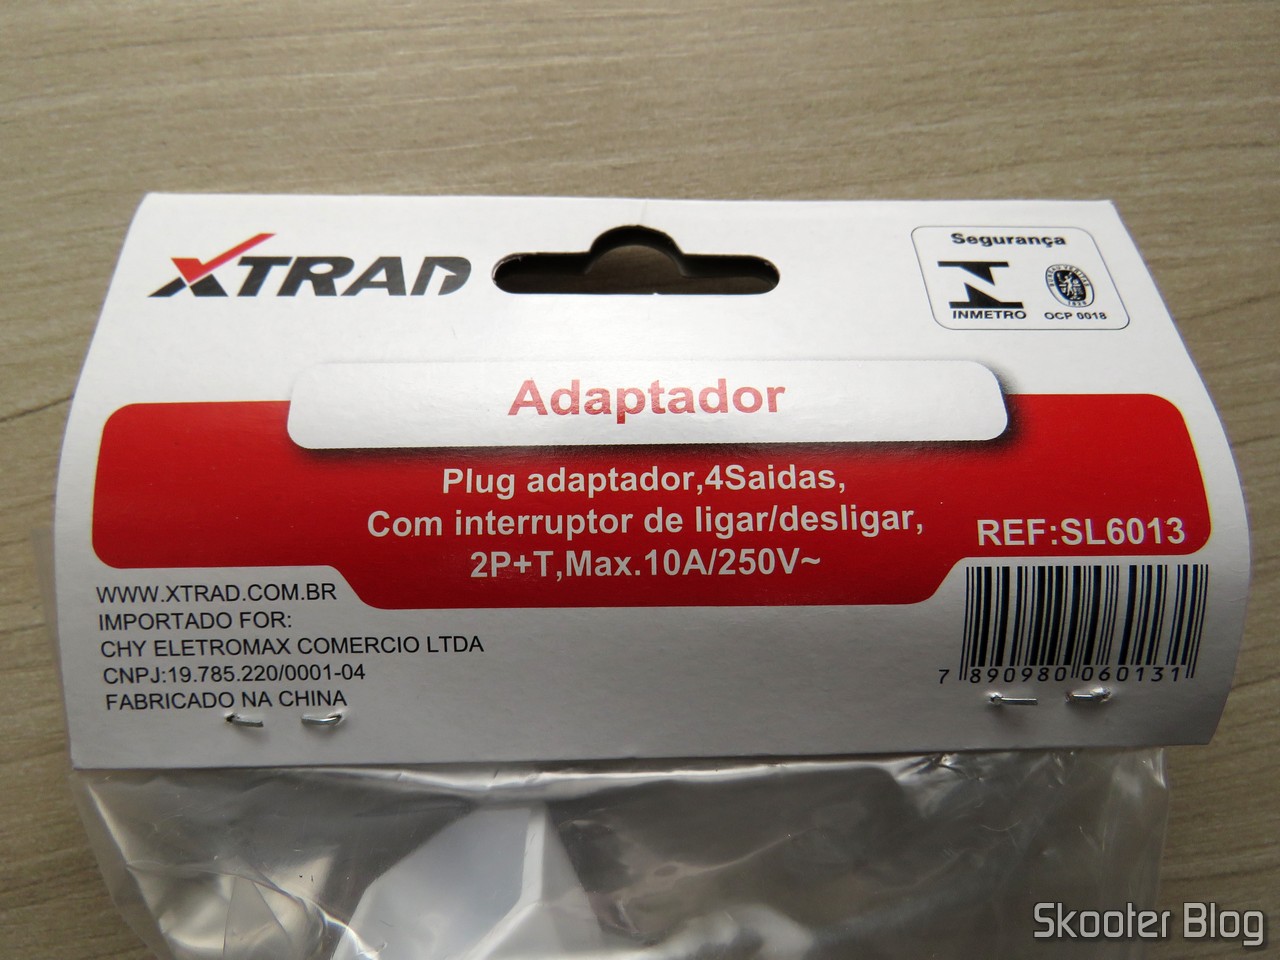 XTRAD
Segurança
INMETRO
OCP 0018
Adaptador
Plug adaptador,4Saidas,
Com interruptor de ligar/desligar,
2P+T,Max.10A/250V~
REF:SL6013
WWW.XTRAD.COM.BR
IMPORTADO FOR:
CHY ELETROMAX COMERCIO LTDA
CNPJ:19.785.220/0001-04
FABRICADO NA CHINA
7 890980 060131
Skooter Blog